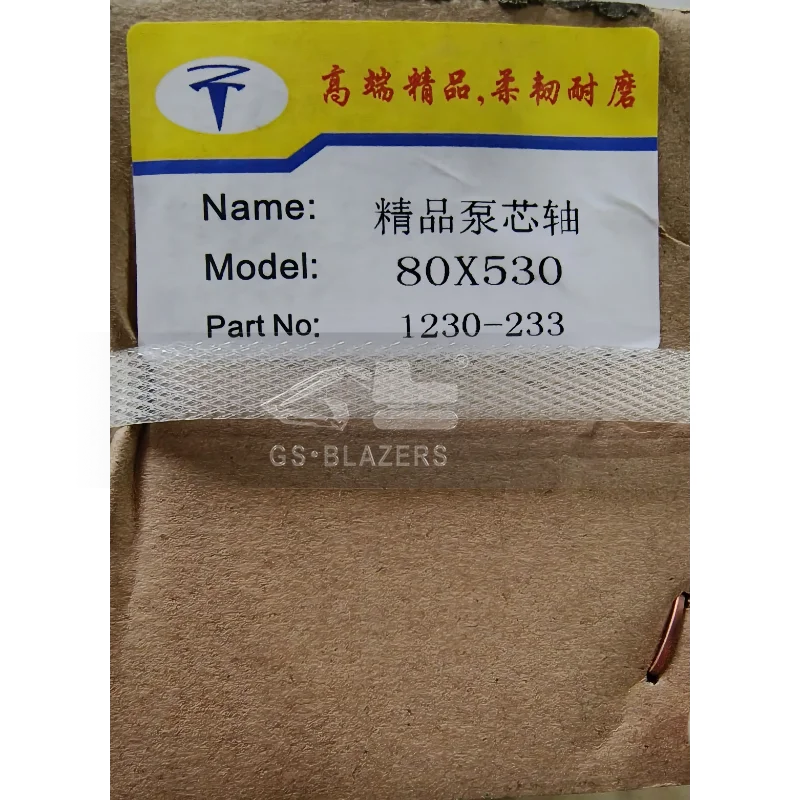 高端精品,柔韧耐磨
Name: 精品泵芯轴
Model: 80X530
Part No: 1230-233
®
GS·BLAZERS